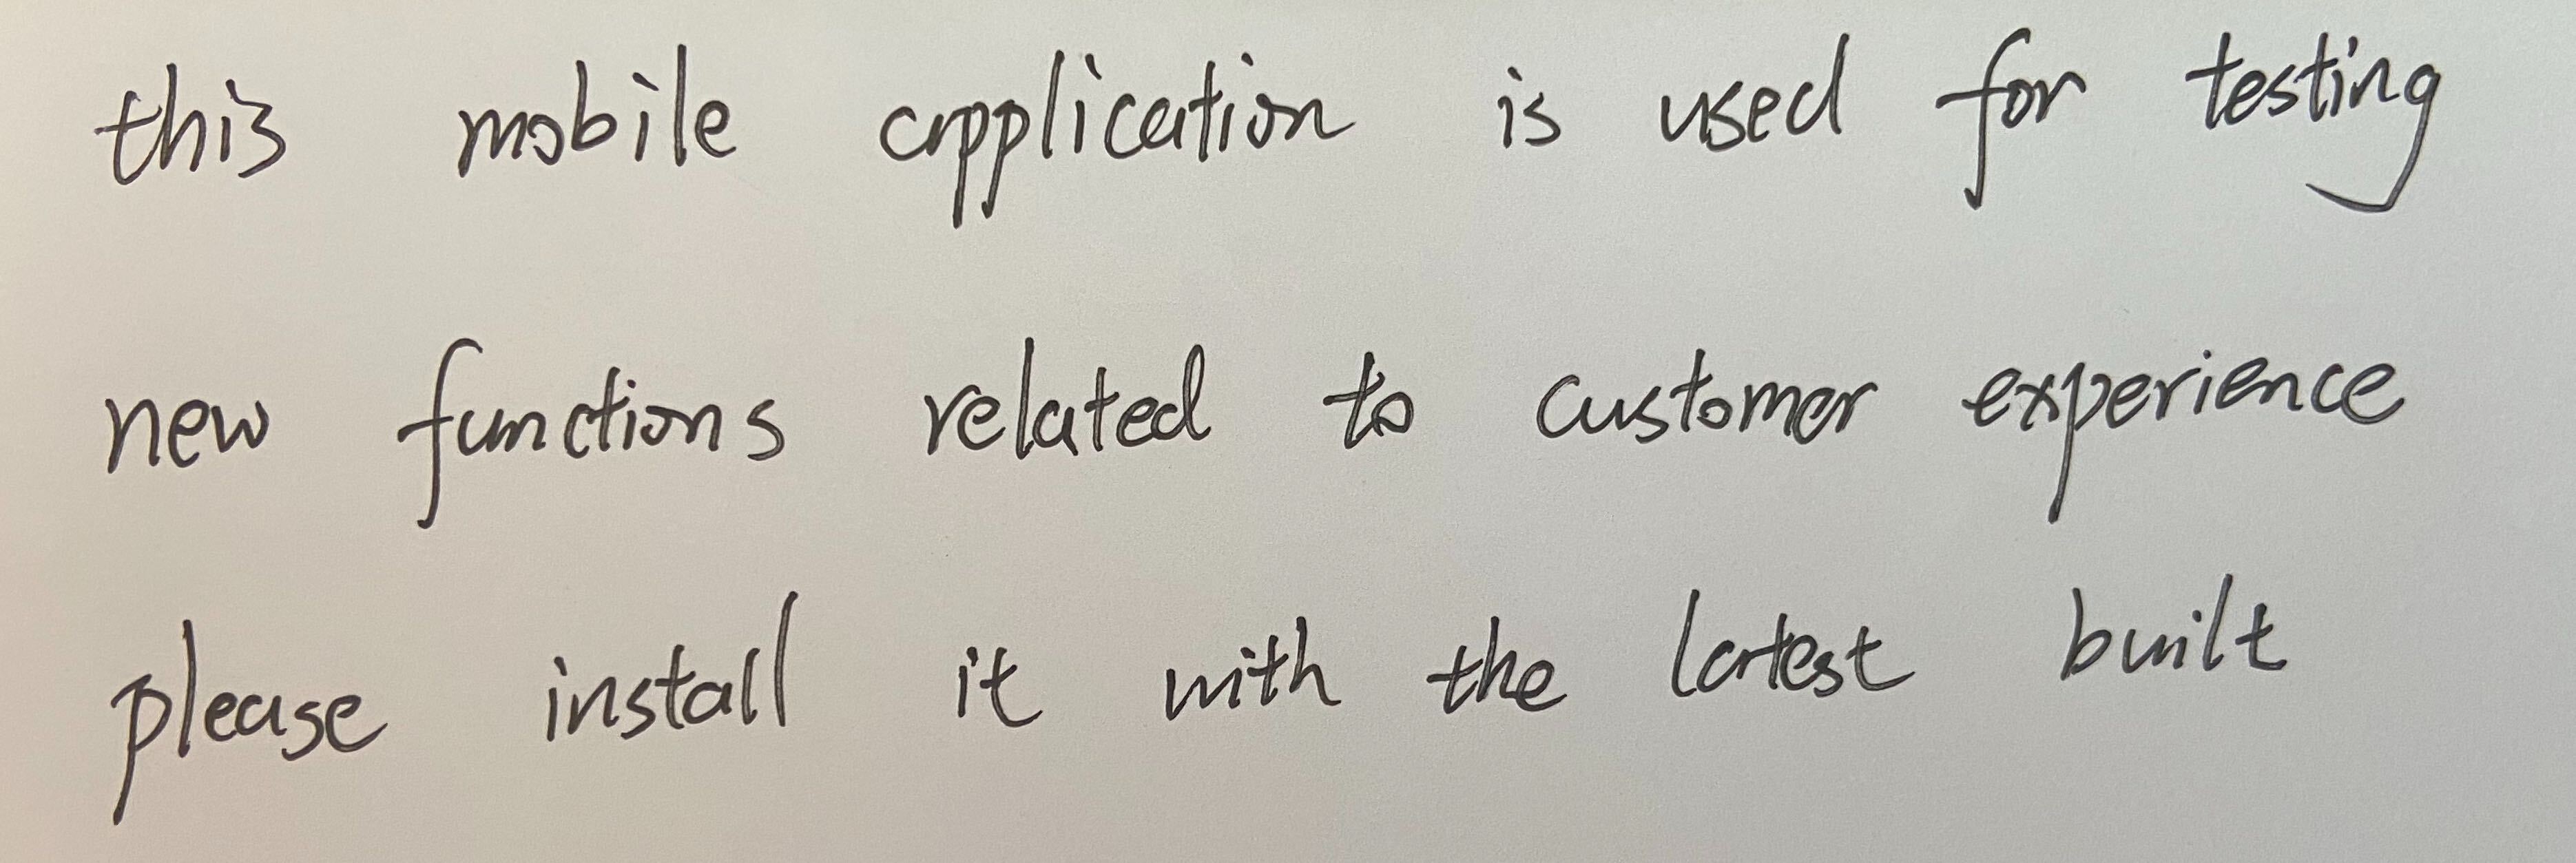 this mobile application is used for testing
new functions related to customer experience
please install it with the latest built